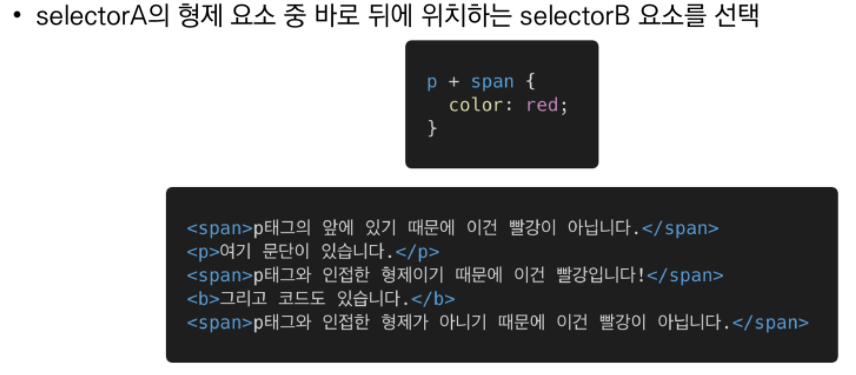 • selectorA의 형제 요소 중 바로 뒤에 위치하는 selectorB 요소를 선택
p + span {
  color: red;
}
<span>p태그의 앞에 있기 때문에 이건 빨강이 아닙니다.</span>
<p>여기 문단이 있습니다.</p>
<span>p태그와 인접한 형제이기 때문에 이건 빨강입니다!</span>
<b>그리고 코드도 있습니다.</b>
<span>p태그와 인접한 형제가 아니기 때문에 이건 빨강이 아닙니다.</span>